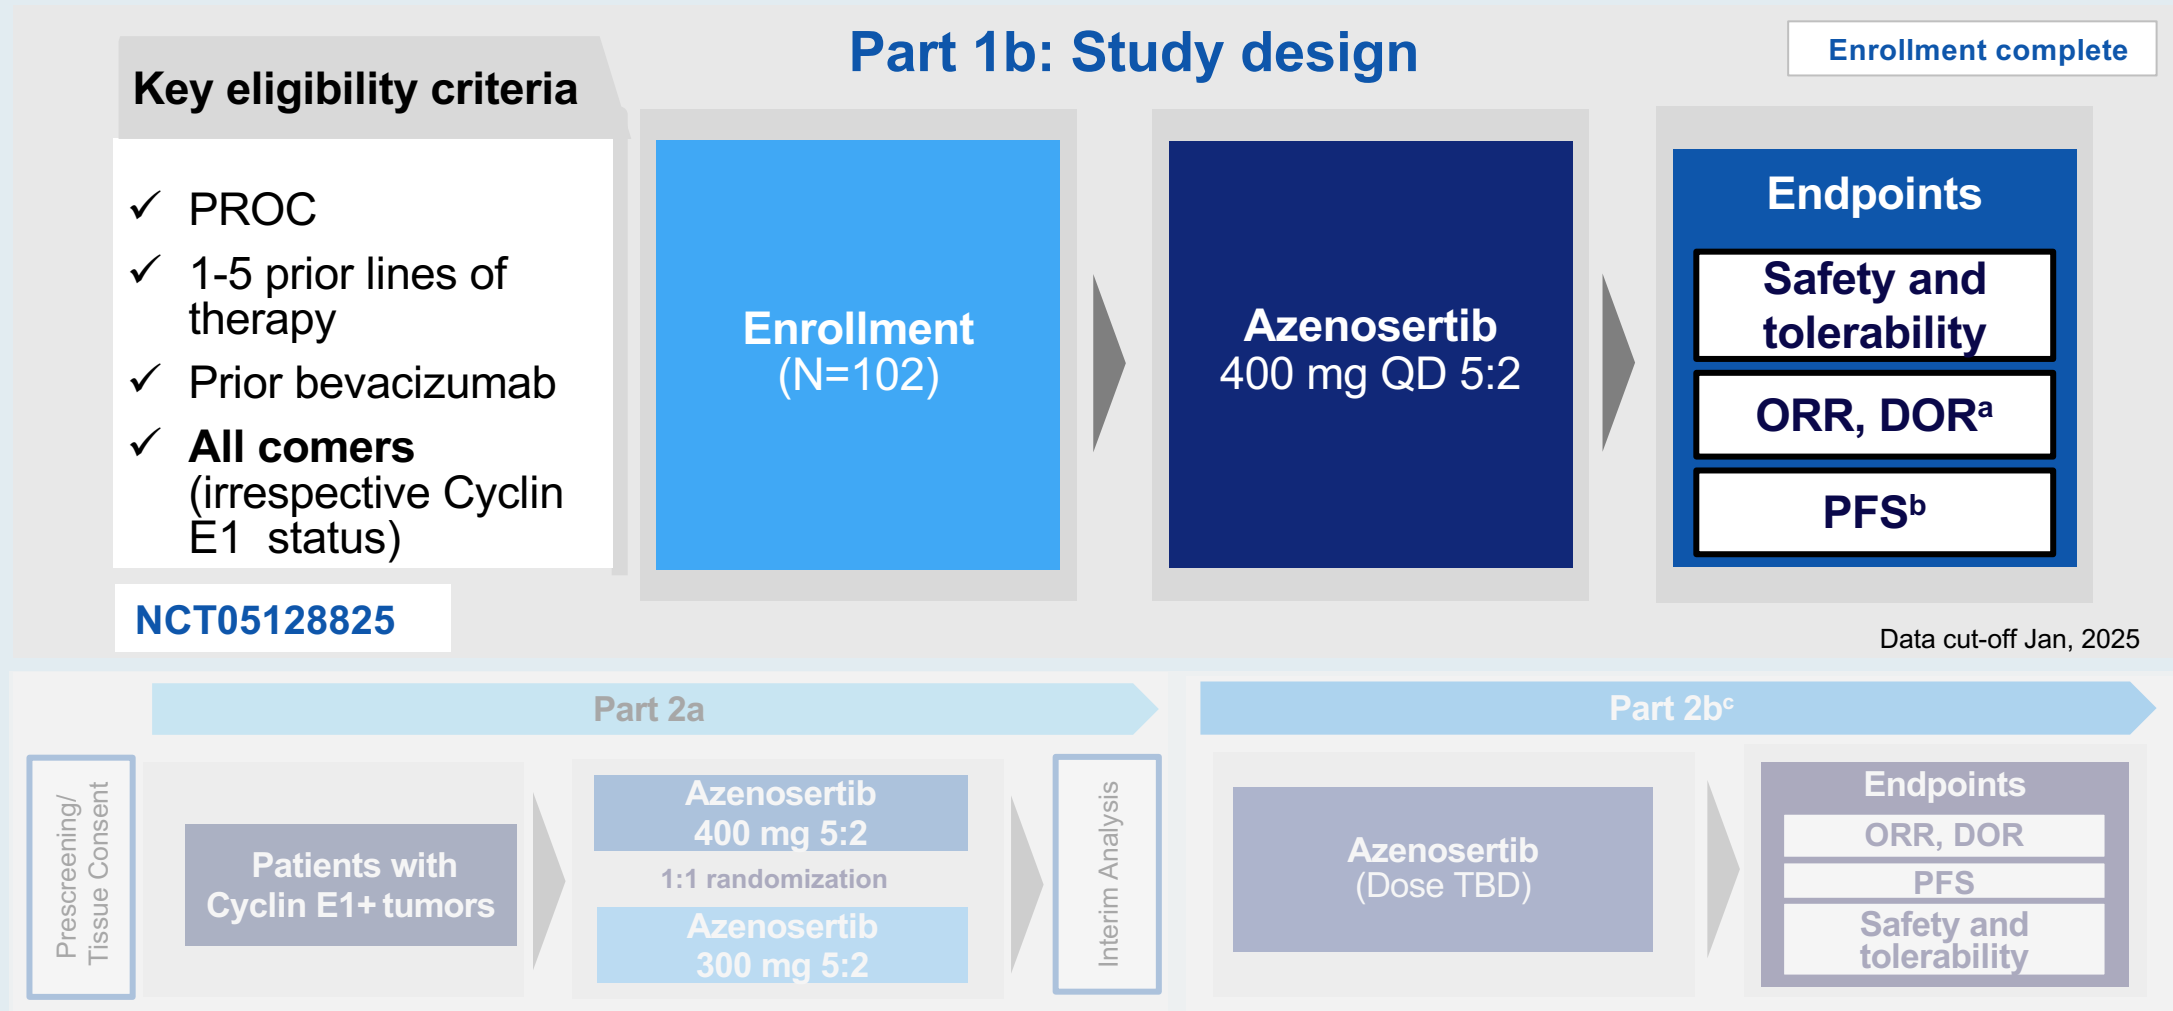 Part 1b: Study design
Enrollment complete
Key eligibility criteria
✓ PROC
✓ 1-5 prior lines of
therapy
✓ Prior bevacizumab
✓ All comers
(irrespective Cyclin
E1 status)
NCT05128825
Enrollment
(N=102)
Azenosertib
400 mg QD 5:2
Endpoints
Safety and
tolerability
ORR, DORᵃ
PFSᵇ
Data cut-off Jan, 2025
Part 2a
Prescreening/
Tissue Consent
Patients with
Cyclin E1+ tumors
Azenosertib
400 mg 5:2
1:1 randomization
Azenosertib
300 mg 5:2
Interim Analysis
Part 2bᶜ
Azenosertib
(Dose TBD)
Endpoints
ORR, DOR
PFS
Safety and
tolerability